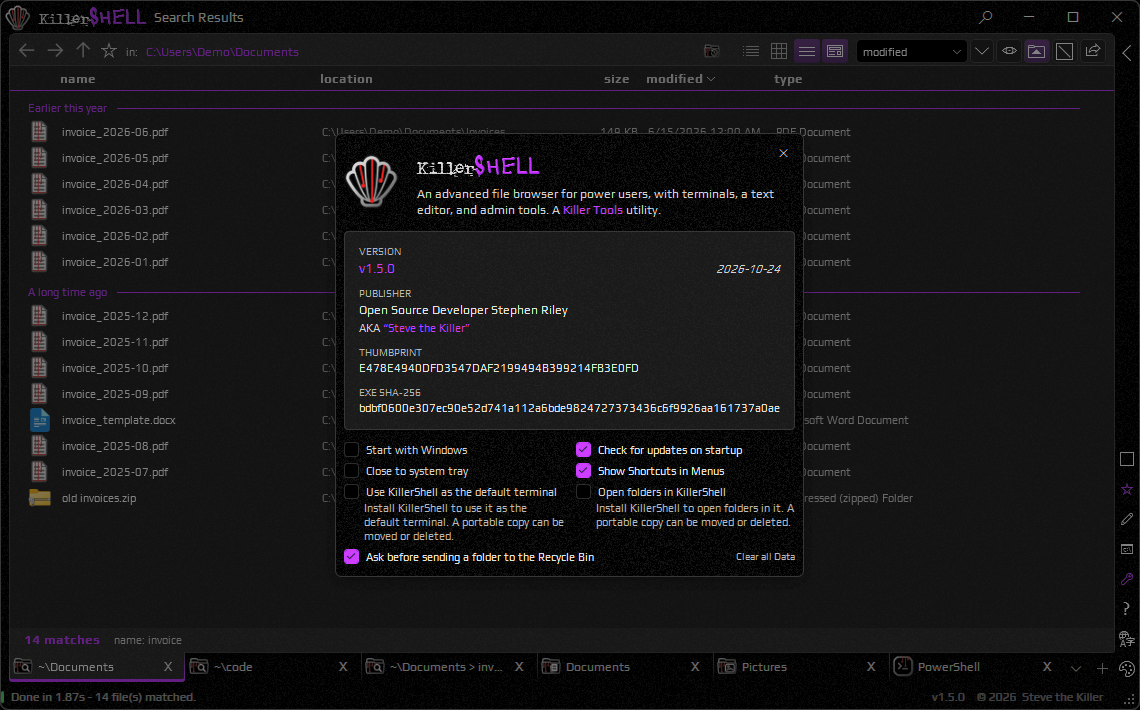 KillerSHELL Search Results
in: C:\Users\Demo\Documents
modified
name location size modified type
Earlier this year
invoice_2026-06.pdf C:\Users\Demo\Documents\Invoices 149 KB 6/15/2026 12:00 AM PDF Document
invoice_2026-05.pdf C:\ Document
invoice_2026-04.pdf C:\ Document
invoice_2026-03.pdf C:\ Document
invoice_2026-02.pdf C:\ Document
invoice_2026-01.pdf C:\ Document
A long time ago
invoice_2025-12.pdf C:\ Document
invoice_2025-11.pdf C:\ Document
invoice_2025-10.pdf C:\ Document
invoice_2025-09.pdf C:\ Document
invoice_template.docx C:\ soft Word Document
invoice_2025-08.pdf C:\ Document
invoice_2025-07.pdf C:\ Document
old invoices.zip C:\ ressed (zipped) Folder
KillerSHELL
An advanced file browser for power users, with terminals, a text
editor, and admin tools. A Killer Tools utility.
VERSION
v1.5.0 2026-10-24
PUBLISHER
Open Source Developer Stephen Riley
AKA “Steve the Killer”
THUMBPRINT
E478E4940DFD3547DAF2199494B399214FB3E0FD
EXE SHA-256
bdbf0600e307ec90e52d741a112a6bde9824727373436c6f9926aa161737a0ae
Start with Windows
Check for updates on startup
Close to system tray
Show Shortcuts in Menus
Use KillerShell as the default terminal
Install KillerShell to use it as the
default terminal. A portable copy can be
moved or deleted.
Open folders in KillerShell
Install KillerShell to open folders in it. A
portable copy can be moved or deleted.
Ask before sending a folder to the Recycle Bin
Clear all Data
14 matches name: invoice
~\Documents X ~\code X ~\Documents > inv... X Documents X Pictures X PowerShell X
Done in 1.87s - 14 file(s) matched. v1.5.0 © 2026 Steve the Killer